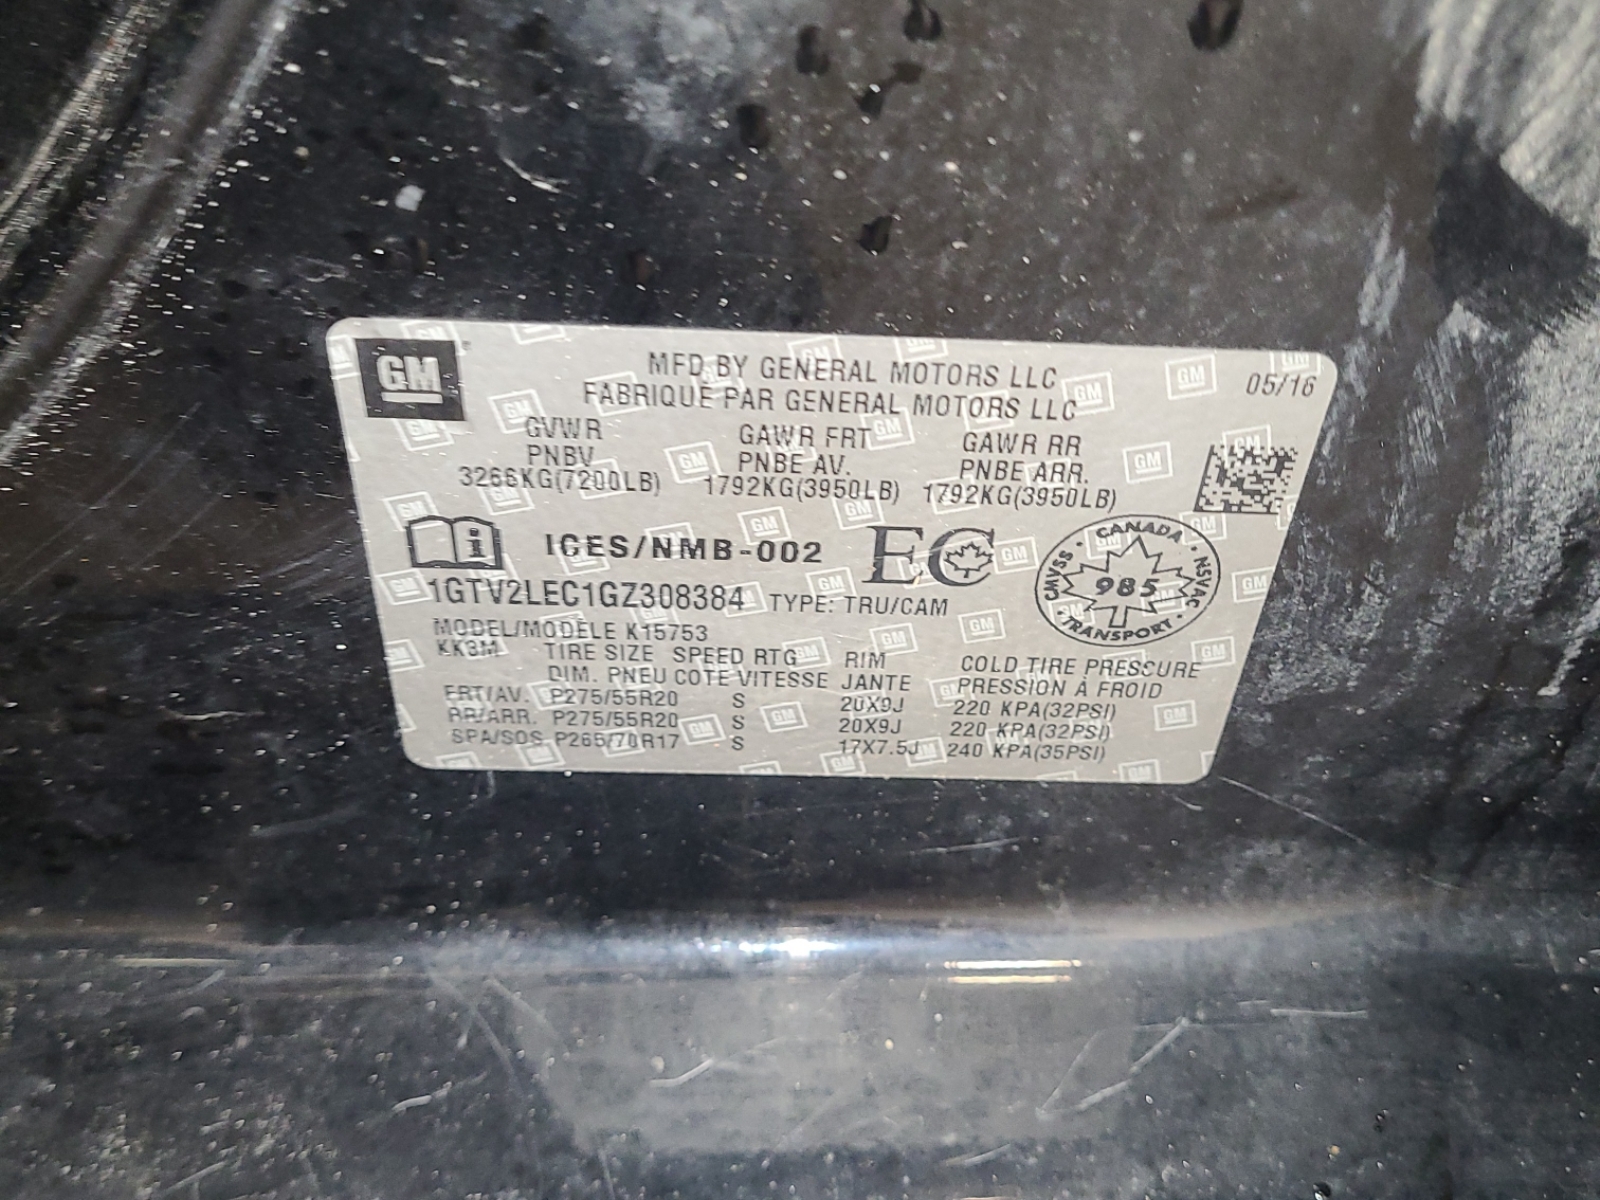 GM
MFD BY GENERAL MOTORS LLC
FABRIQUÉ PAR GENERAL MOTORS LLC
05/16
GVWR GAWR FRT GAWR RR
PNBV PNBE AV. PNBE ARR.
3266KG(7200LB) 1792KG(3950LB) 1792KG(3950LB)
i ICES/NMB-002 EC
CANADA
CMVSS 985 NSVAC
TRANSPORT
1GTV2LEC1GZ308384 TYPE: TRU/CAM
MODEL/MODÈLE K15753
KK3M TIRE SIZE SPEED RTG RIM COLD TIRE PRESSURE
DIM. PNEU COTE VITESSE JANTE PRESSION À FROID
FRT/AV. P275/55R20 S 20X9J 220 KPA(32PSI)
RR/ARR. P275/55R20 S 20X9J 220 KPA(32PSI)
SPA/SOS P265/70R17 S 17X7.5J 240 KPA(35PSI)